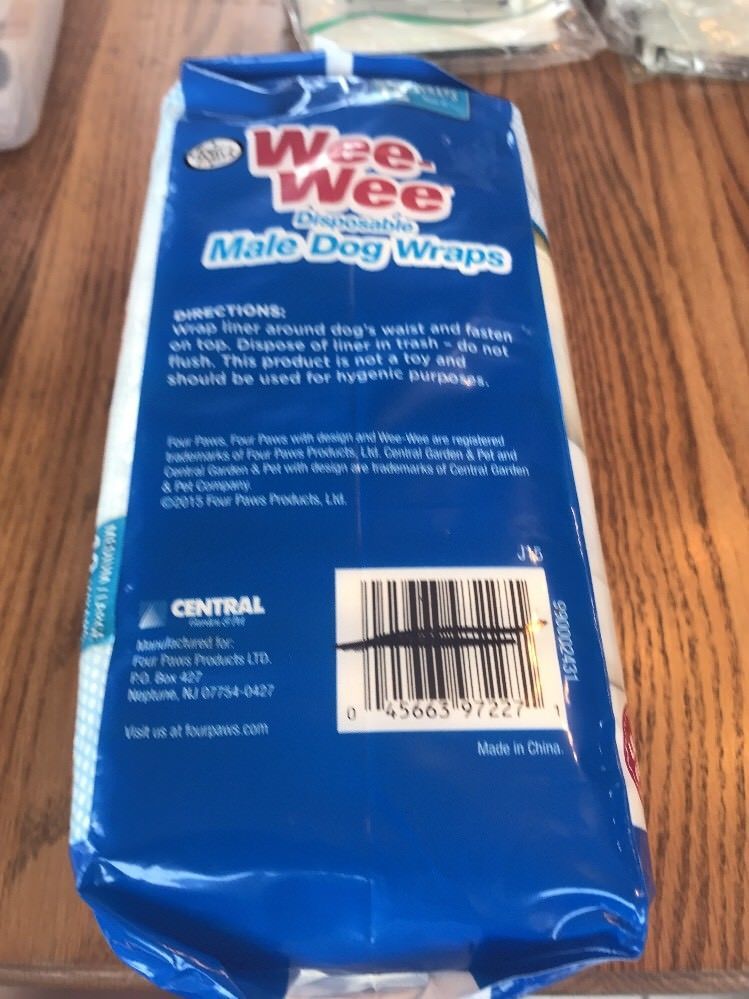 Wee-
Wee
Disposable
Male Dog Wraps
DIRECTIONS:
Wrap liner around dog's waist and fasten
on top. Dispose of liner in trash – do not
flush. This product is not a toy and
should be used for hygenic purposes.
Four Paws, Four Paws with design and Wee-Wee are registered
trademarks of Four Paws Products, Ltd. Central Garden & Pet and
Central Garden & Pet with design are trademarks of Central Garden
& Pet Company.
©2015 Four Paws Products, Ltd.
J15
CENTRAL
Garden & Pet
Manufactured for:
Four Paws Products LTD.
P.O. Box 427
Neptune, NJ 07754-0427
Visit us at fourpaws.com
0 45663 97227 1
9900002431
Made in China.